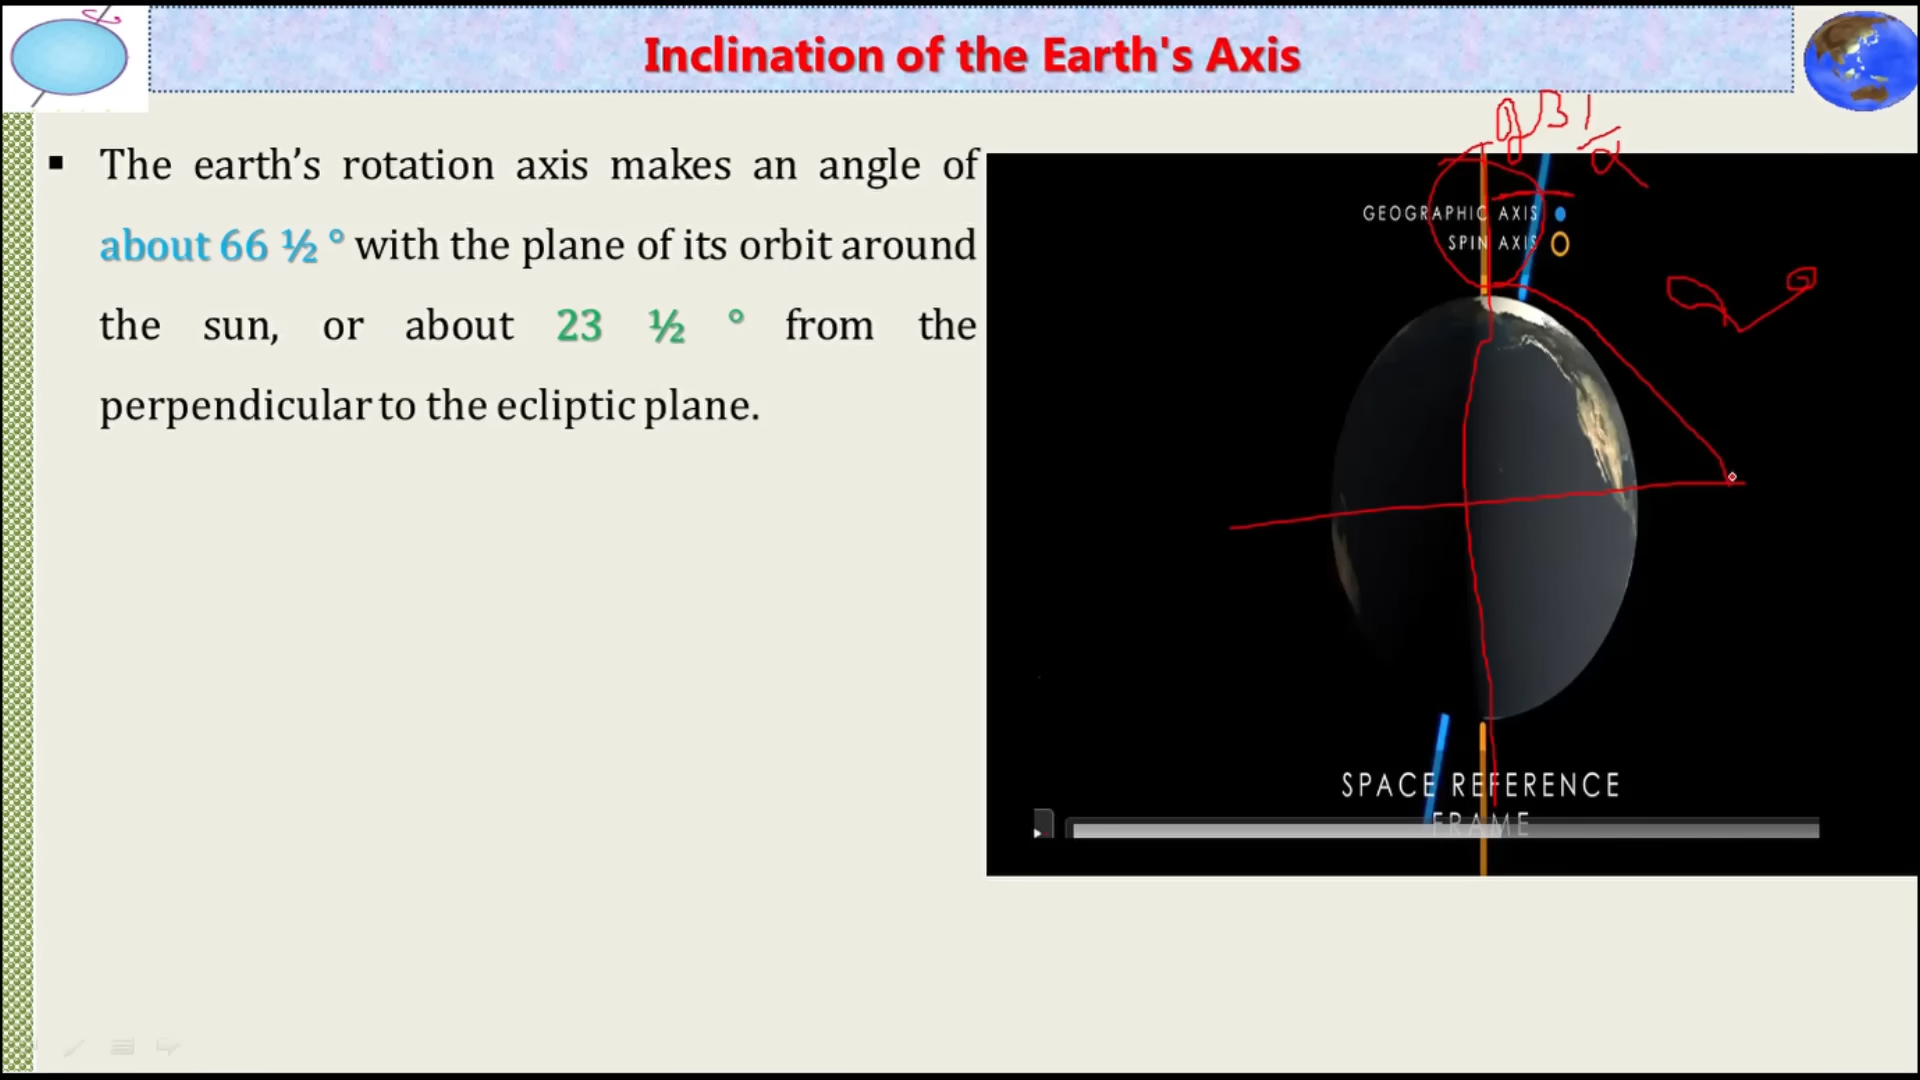 Inclination of the Earth's Axis
▪ The earth’s rotation axis makes an angle of
about 66 ½ ° with the plane of its orbit around
the sun, or about 23 ½ ° from the
perpendicular to the ecliptic plane.
GEOGRAPHIC AXIS
SPIN AXIS
SPACE REFERENCE
FRAME